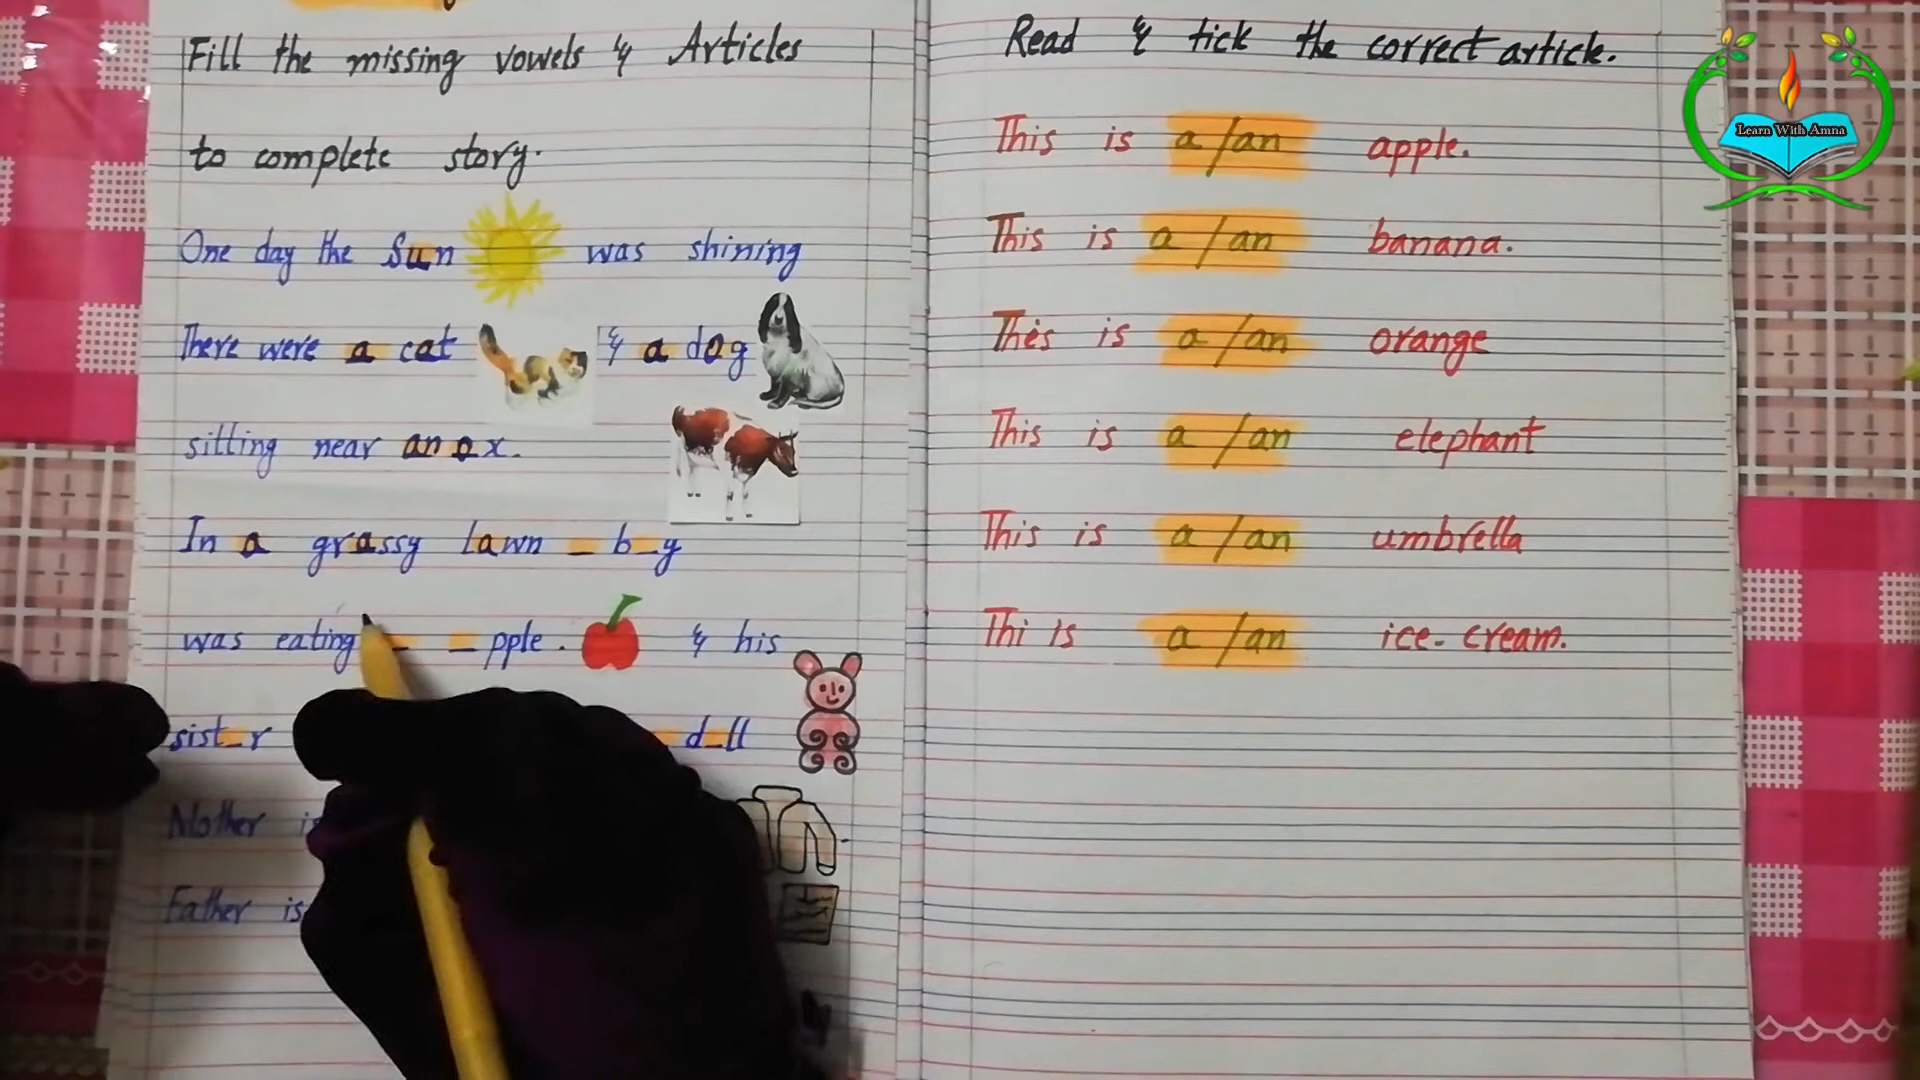 Fill the missing vowels & Articles
to complete story.
One day the Sun was shining
There were a cat & a dog
sitting near an ox.
In a grassy lawn _ b_y
was eating _ _pple. & his
sist_r _ d_ll
Mother is
Father is
Read & tick the correct article.
This is a/an apple.
This is a/an banana.
This is a/an orange
This is a/an elephant
This is a/an umbrella
Thi is a/an ice-cream.
Learn With Amna